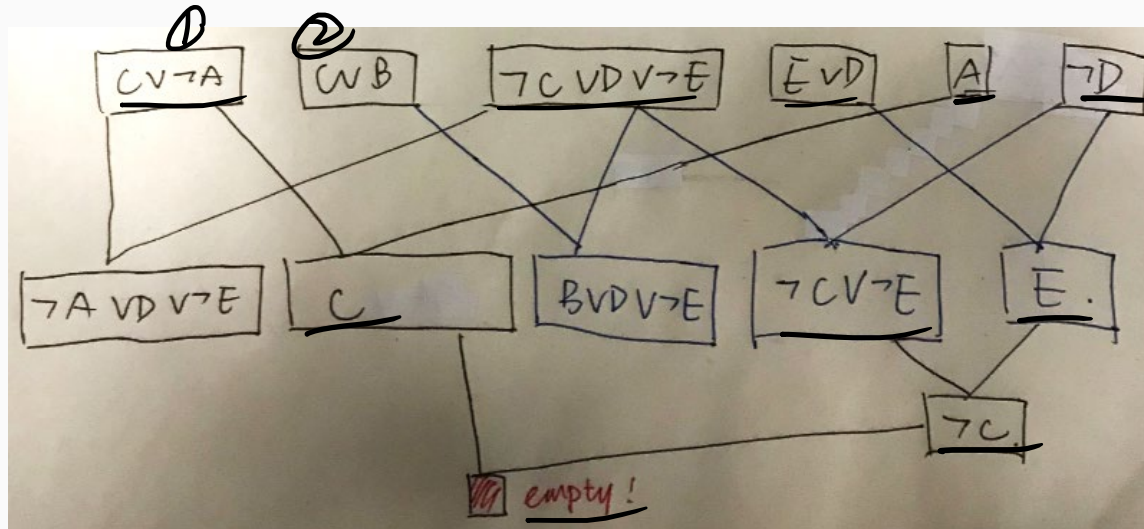 ① ②
C∨¬A C∨B ¬C∨D∨¬E E∨D A ¬D
¬A∨D∨¬E C B∨D∨¬E ¬C∨¬E E.
¬C.
empty!